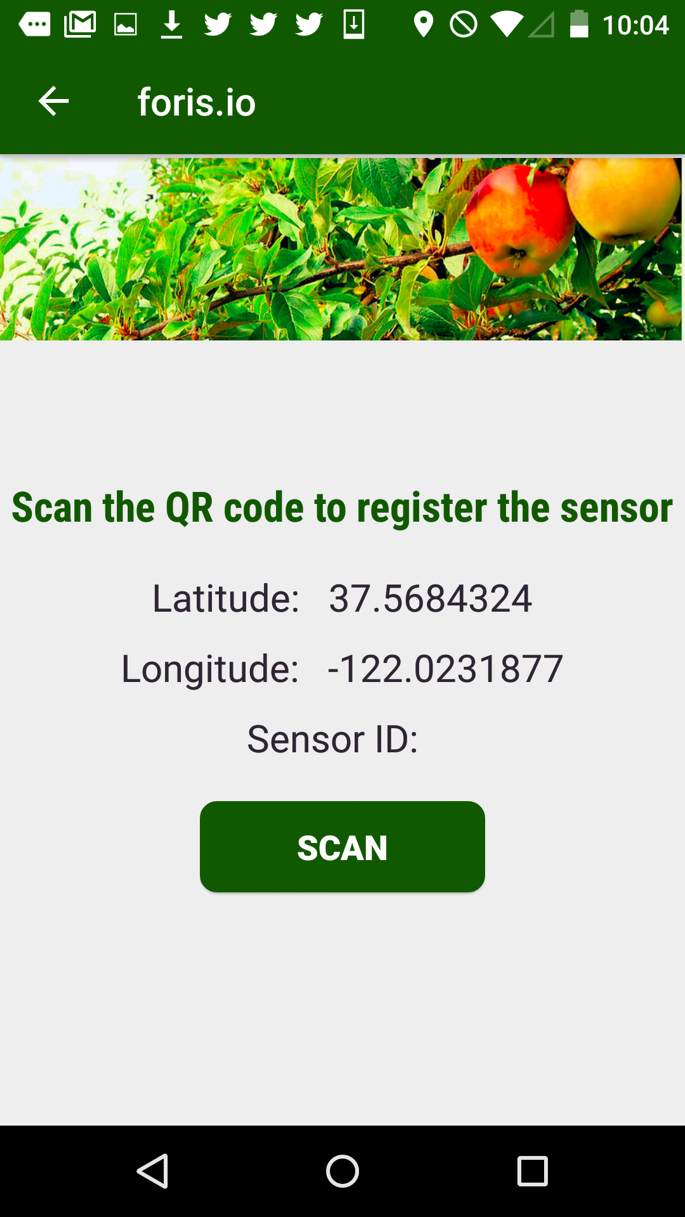 10:04
foris.io
Scan the QR code to register the sensor
Latitude: 37.5684324
Longitude: -122.0231877
Sensor ID:
SCAN